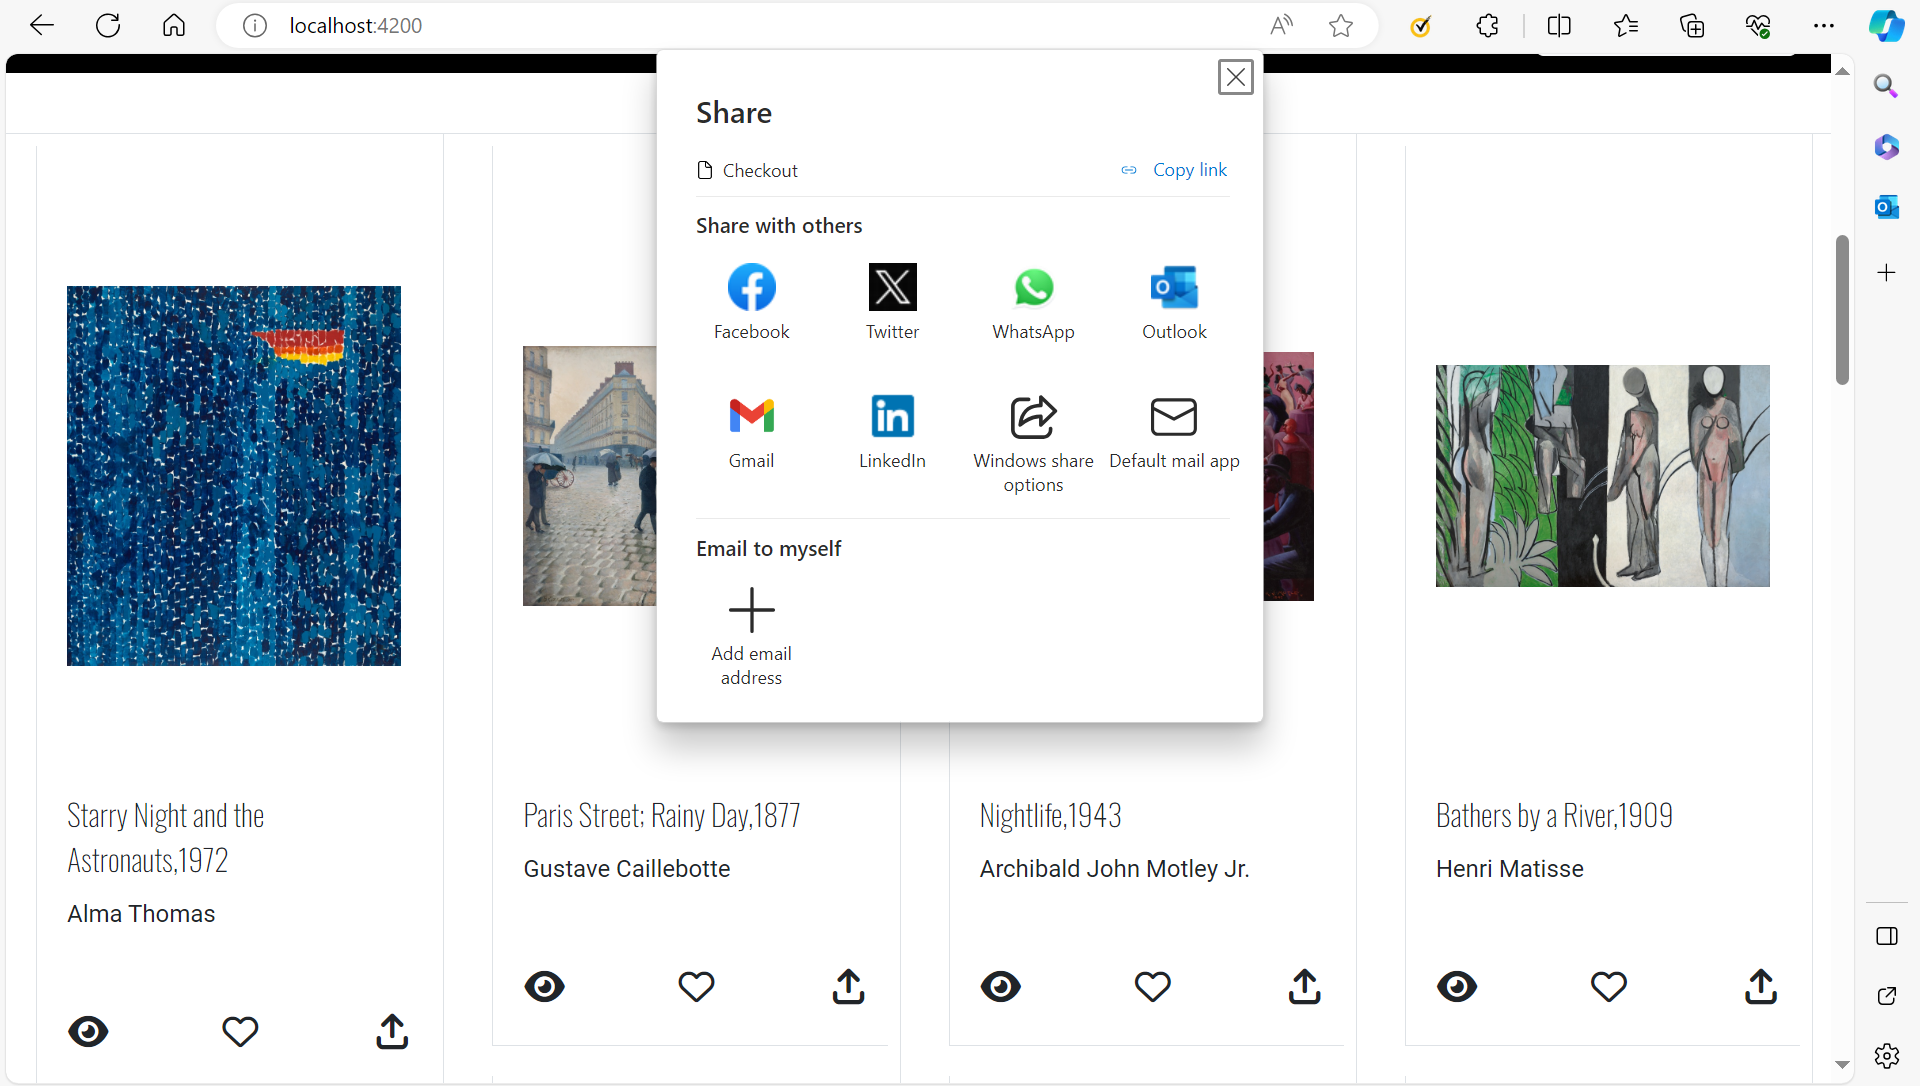 localhost:4200
Share
Checkout
Copy link
Share with others
Facebook
Twitter
WhatsApp
Outlook
Gmail
LinkedIn
Windows share
options
Default mail app
Email to myself
Add email
address
Starry Night and the
Astronauts,1972
Alma Thomas
Paris Street; Rainy Day,1877
Gustave Caillebotte
Nightlife,1943
Archibald John Motley Jr.
Bathers by a River,1909
Henri Matisse